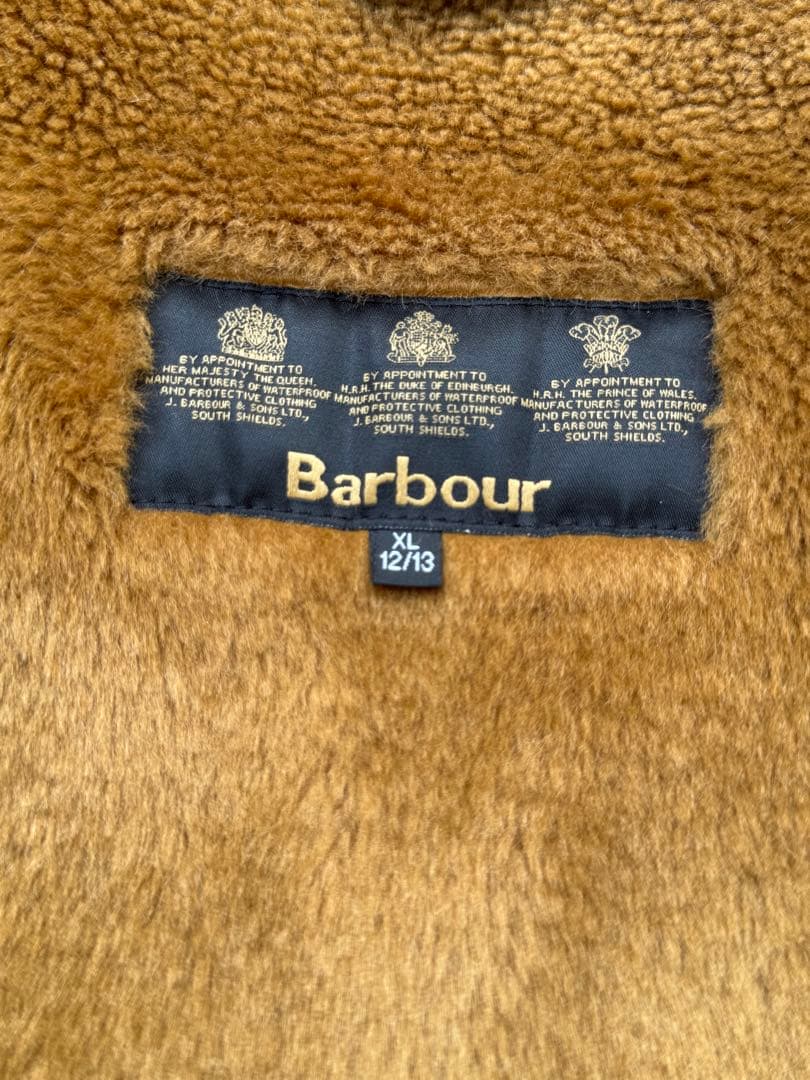 BY APPOINTMENT TO
HER MAJESTY THE QUEEN.
MANUFACTURERS OF WATERPROOF
AND PROTECTIVE CLOTHING
J. BARBOUR & SONS LTD.,
SOUTH SHIELDS.
BY APPOINTMENT TO
H.R.H. THE DUKE OF EDINBURGH.
MANUFACTURERS OF WATERPROOF
AND PROTECTIVE CLOTHING
J. BARBOUR & SONS LTD.,
SOUTH SHIELDS.
BY APPOINTMENT TO
H.R.H. THE PRINCE OF WALES.
MANUFACTURERS OF WATERPROOF
AND PROTECTIVE CLOTHING
J. BARBOUR & SONS LTD.,
SOUTH SHIELDS.
Barbour
XL
12/13